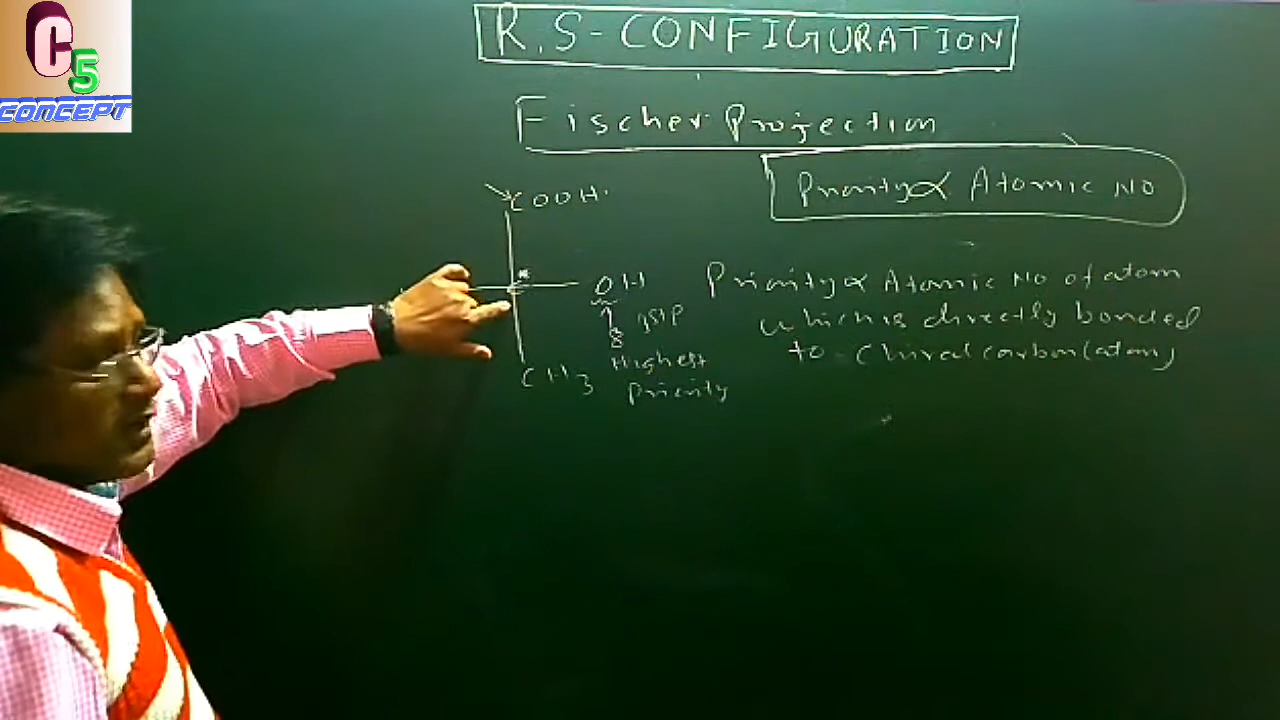 C5
CONCEPT
R,S-CONFIGURATION
Fischer Projection
Priority ∝ Atomic No
COOH
*
OH
8
1st P
Highest
Priority
CH3
Priority ∝ Atomic No of atom
which is directly bonded
to chiral carbon (atom)